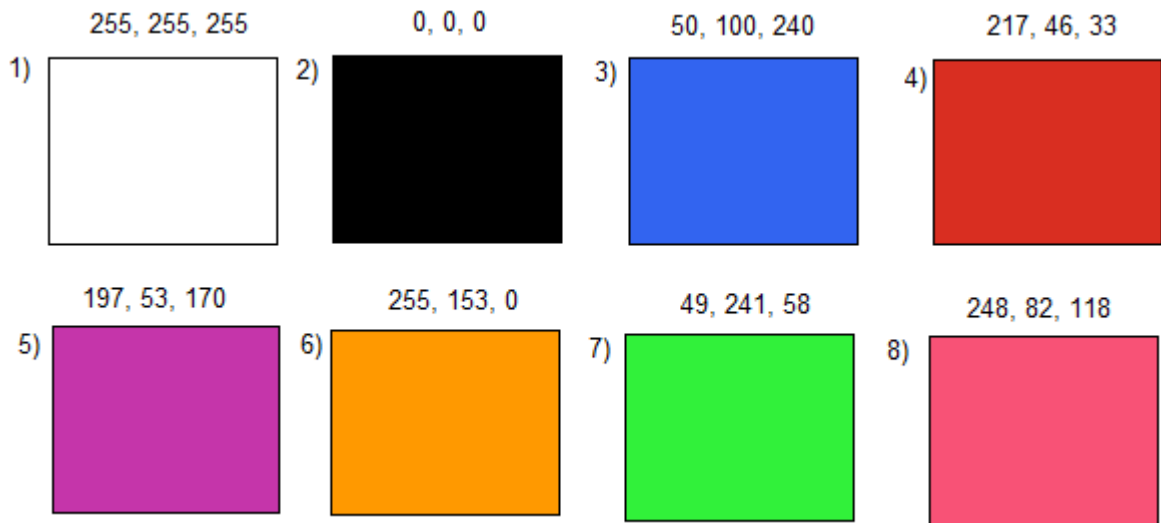 255, 255, 255
0, 0, 0
50, 100, 240
217, 46, 33
1)
2)
3)
4)
197, 53, 170
255, 153, 0
49, 241, 58
248, 82, 118
5)
6)
7)
8)